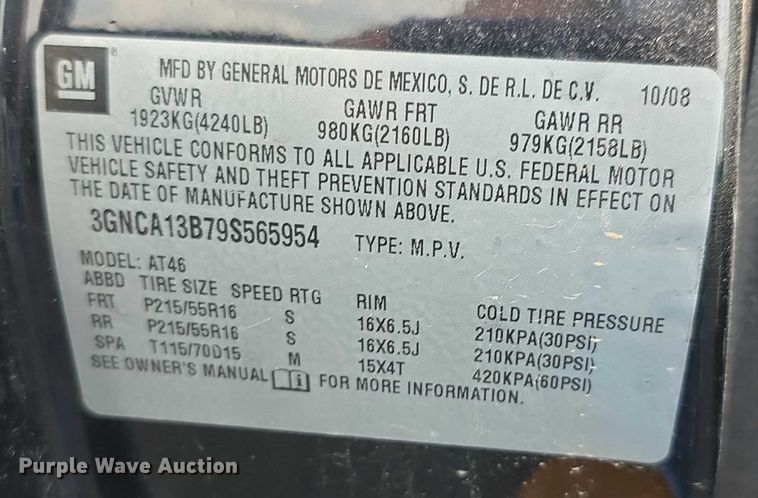 GM
®
MFD BY GENERAL MOTORS DE MEXICO, S. DE R.L. DE C.V. 10/08
GVWR GAWR FRT GAWR RR
1923KG(4240LB) 980KG(2160LB) 979KG(2158LB)
THIS VEHICLE CONFORMS TO ALL APPLICABLE U.S. FEDERAL MOTOR
VEHICLE SAFETY AND THEFT PREVENTION STANDARDS IN EFFECT ON
THE DATE OF MANUFACTURE SHOWN ABOVE.
3GNCA13B79S565954 TYPE: M.P.V.
MODEL: AT46
ABBD TIRE SIZE SPEED RTG RIM COLD TIRE PRESSURE
FRT P215/55R16 S 16X6.5J 210KPA(30PSI)
RR P215/55R16 S 16X6.5J 210KPA(30PSI)
SPA T115/70D15 M 15X4T 420KPA(60PSI)
SEE OWNER'S MANUAL FOR MORE INFORMATION.
Purple Wave Auction